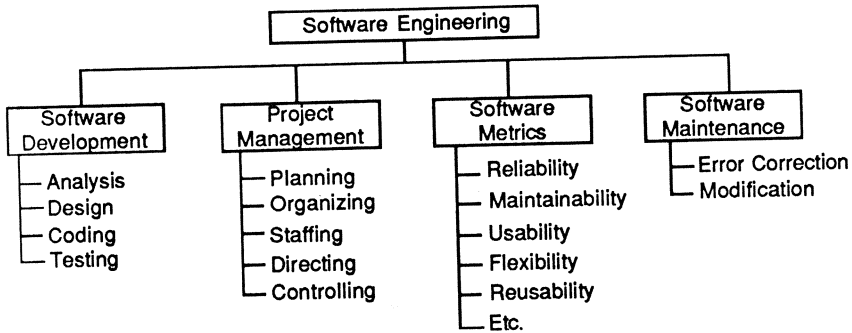 Software Engineering
Software
Development
Analysis
Design
Coding
Testing
Project
Management
Planning
Organizing
Staffing
Directing
Controlling
Software
Metrics
Reliability
Maintainability
Usability
Flexibility
Reusability
Etc.
Software
Maintenance
Error Correction
Modification